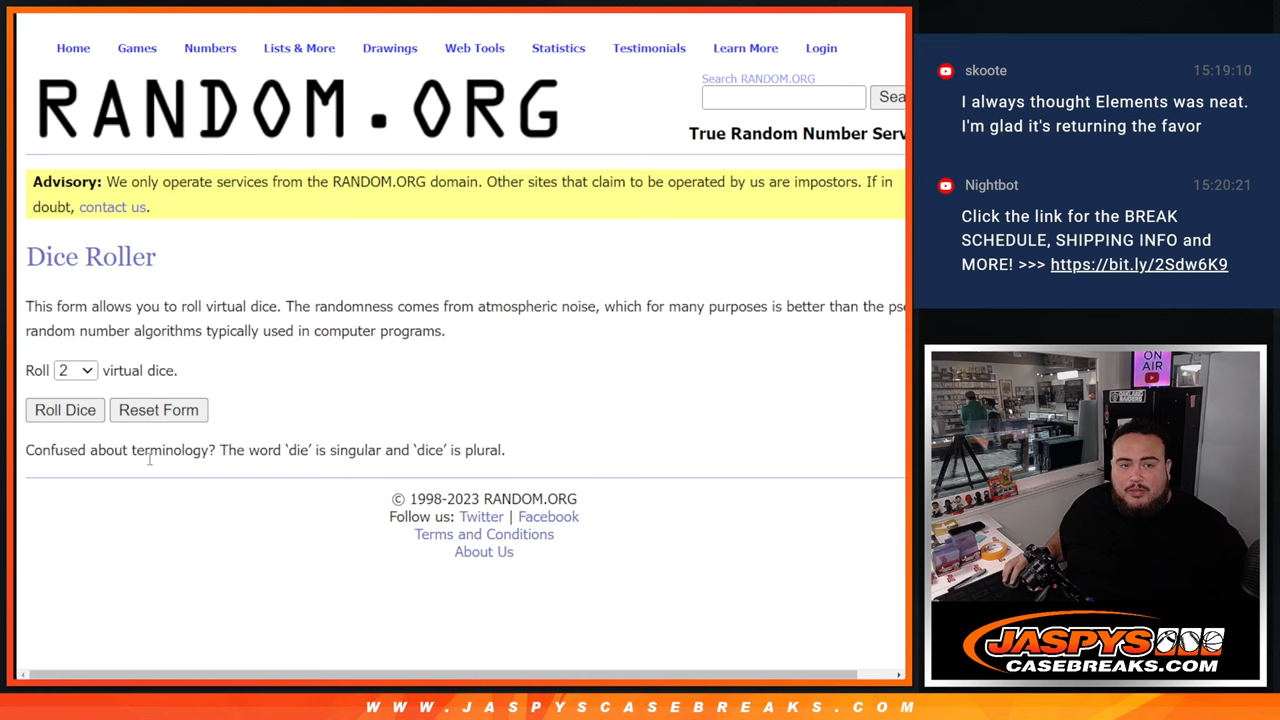 Home Games Numbers Lists & More Drawings Web Tools Statistics Testimonials Learn More Login
RANDOM.ORG
Search RANDOM.ORG
Sea
True Random Number Serv
Advisory: We only operate services from the RANDOM.ORG domain. Other sites that claim to be operated by us are impostors. If in
doubt, contact us.
Dice Roller
This form allows you to roll virtual dice. The randomness comes from atmospheric noise, which for many purposes is better than the pse
random number algorithms typically used in computer programs.
Roll 2 virtual dice.
Roll Dice Reset Form
Confused about terminology? The word ‘die’ is singular and ‘dice’ is plural.
© 1998-2023 RANDOM.ORG
Follow us: Twitter | Facebook
Terms and Conditions
About Us
skoote 15:19:10
I always thought Elements was neat.
I'm glad it's returning the favor
Nightbot 15:20:21
Click the link for the BREAK
SCHEDULE, SHIPPING INFO and
MORE! >>> https://bit.ly/2Sdw6K9
ON
AIR
JASPYS
CASEBREAKS.COM
WWW.JASPYSCASEBREAKS.COM